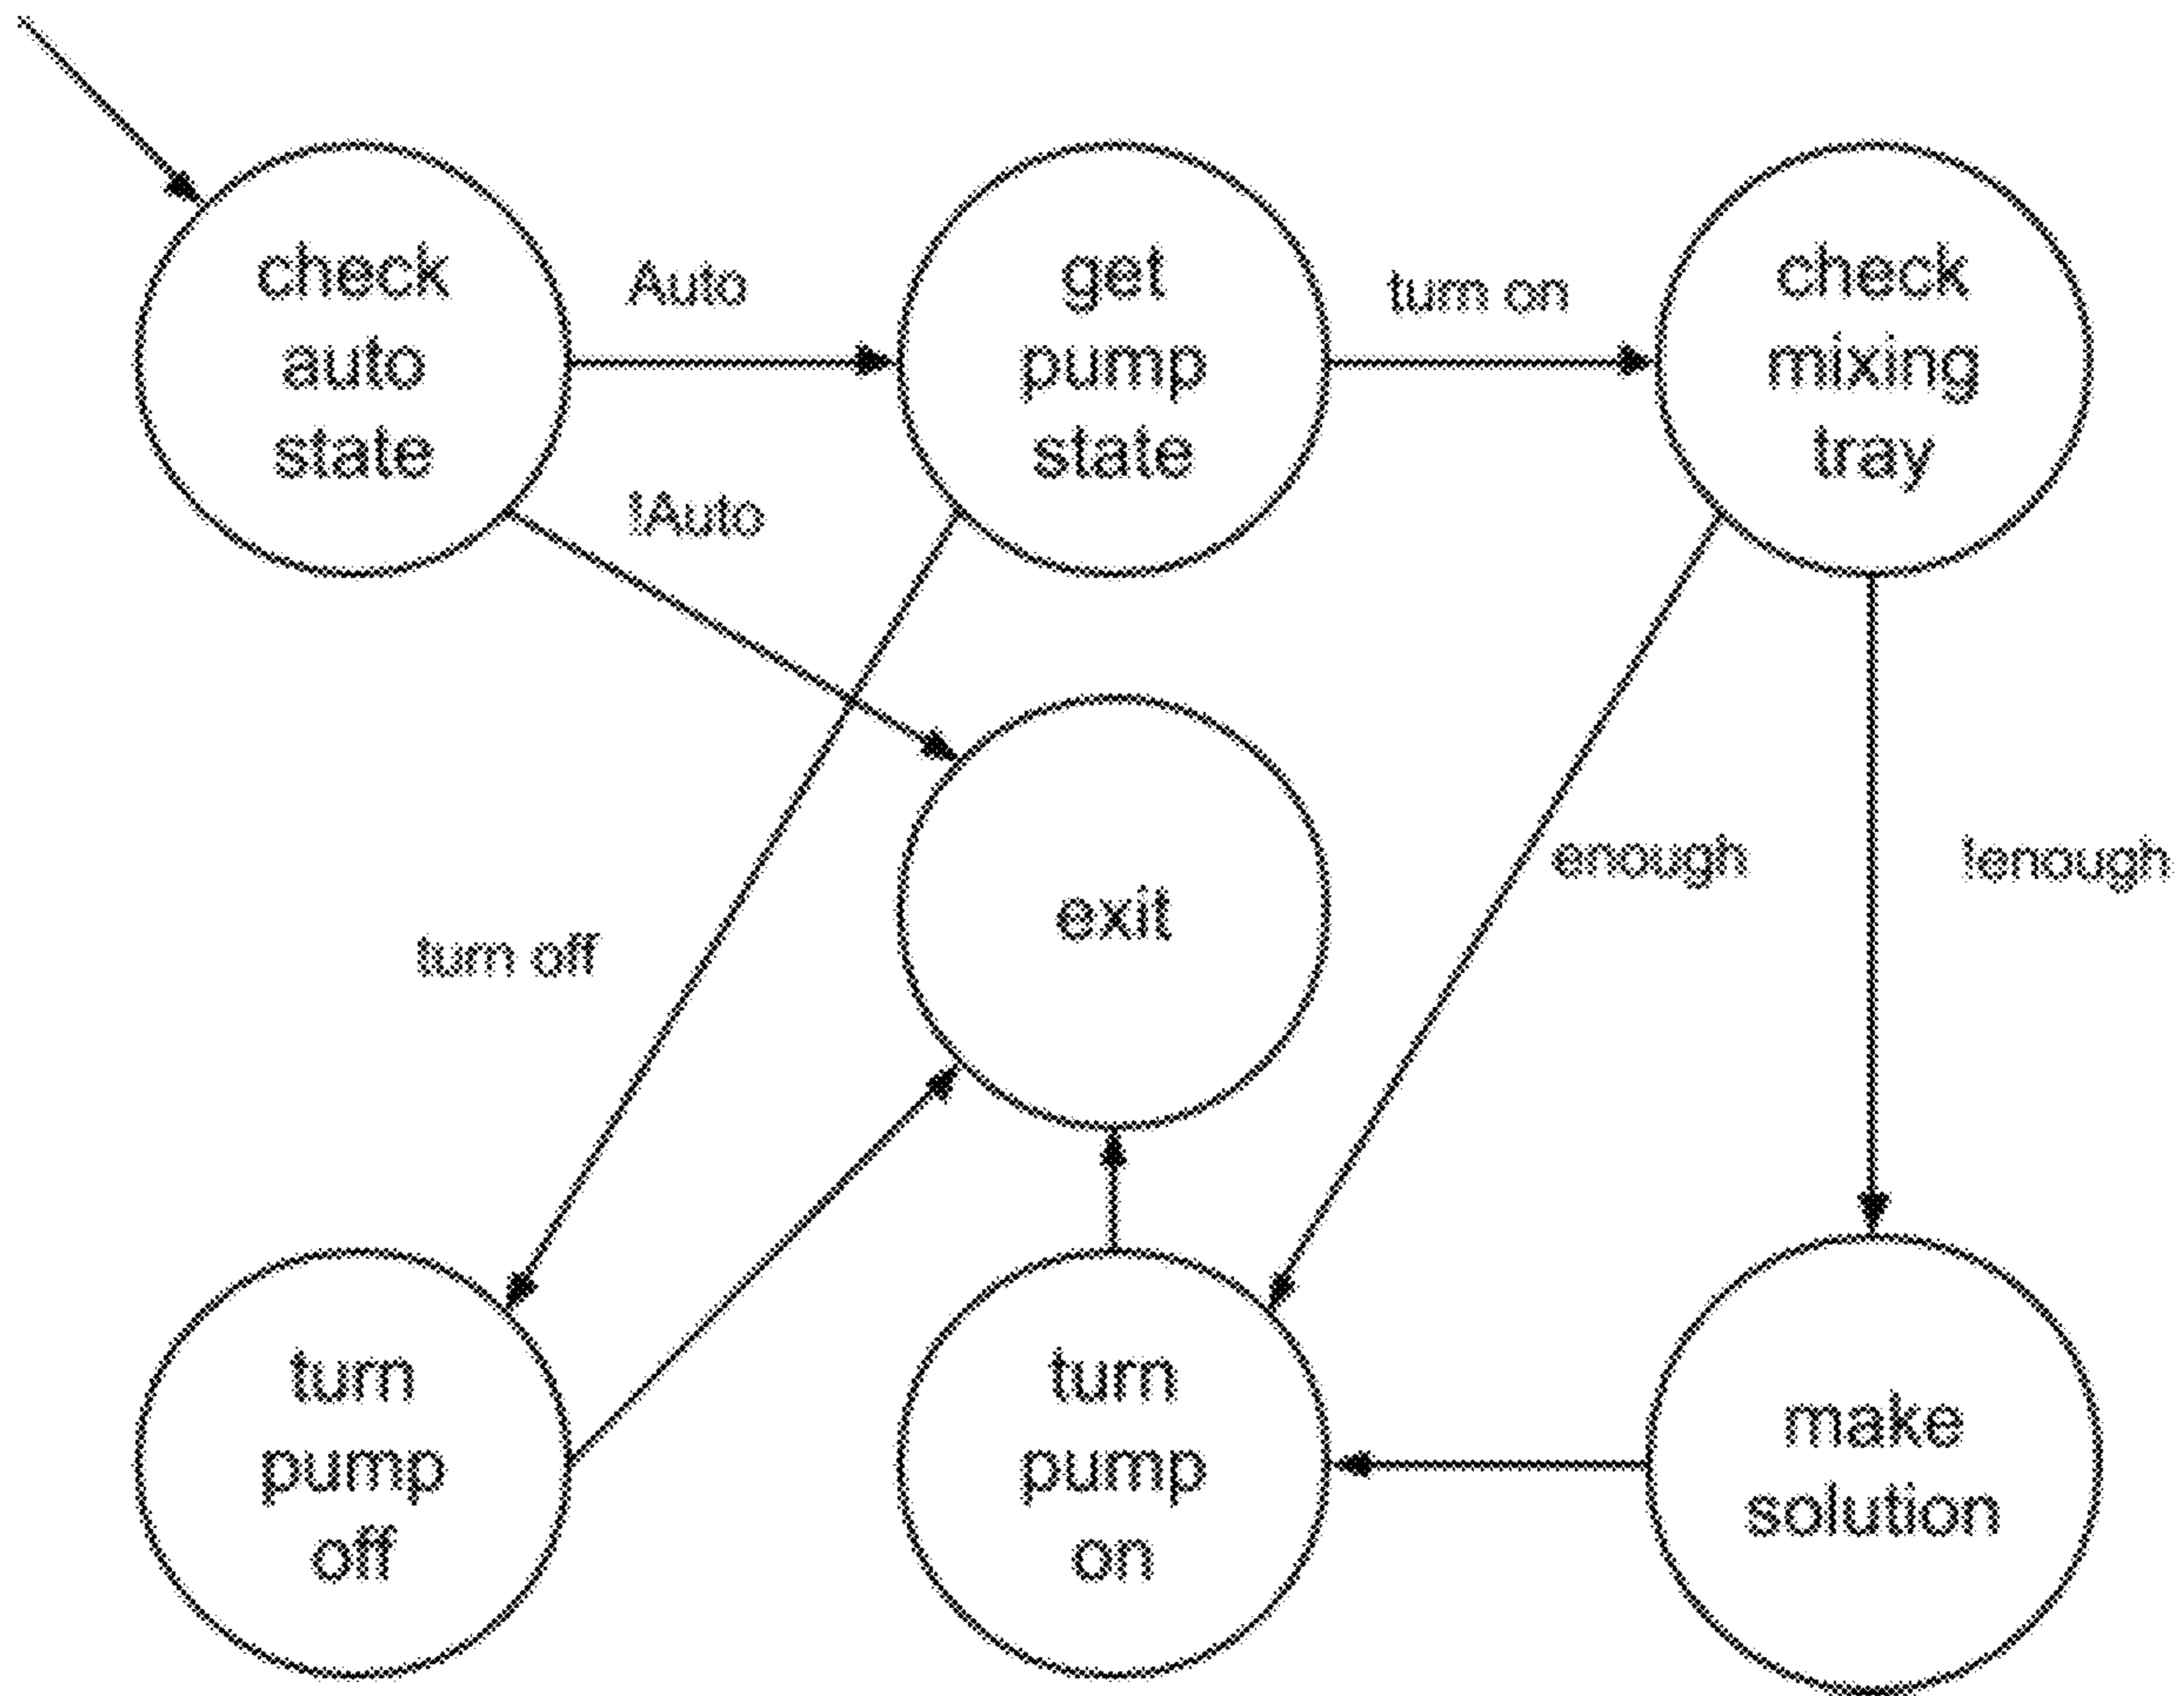 check
auto
state
Auto
get
pump
state
turn on
check
mixing
tray
!Auto
exit
enough
!enough
turn off
turn
pump
off
turn
pump
on
make
solution